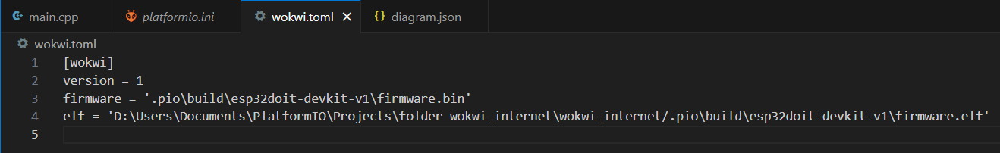 main.cpp platformio.ini wokwi.toml diagram.json
wokwi.toml
1 [wokwi]
2 version = 1
3 firmware = '.pio\build\esp32doit-devkit-v1\firmware.bin'
4 elf = 'D:\Users\Documents\PlatformIO\Projects\folder wokwi_internet\wokwi_internet/.pio\build\esp32doit-devkit-v1\firmware.elf'
5